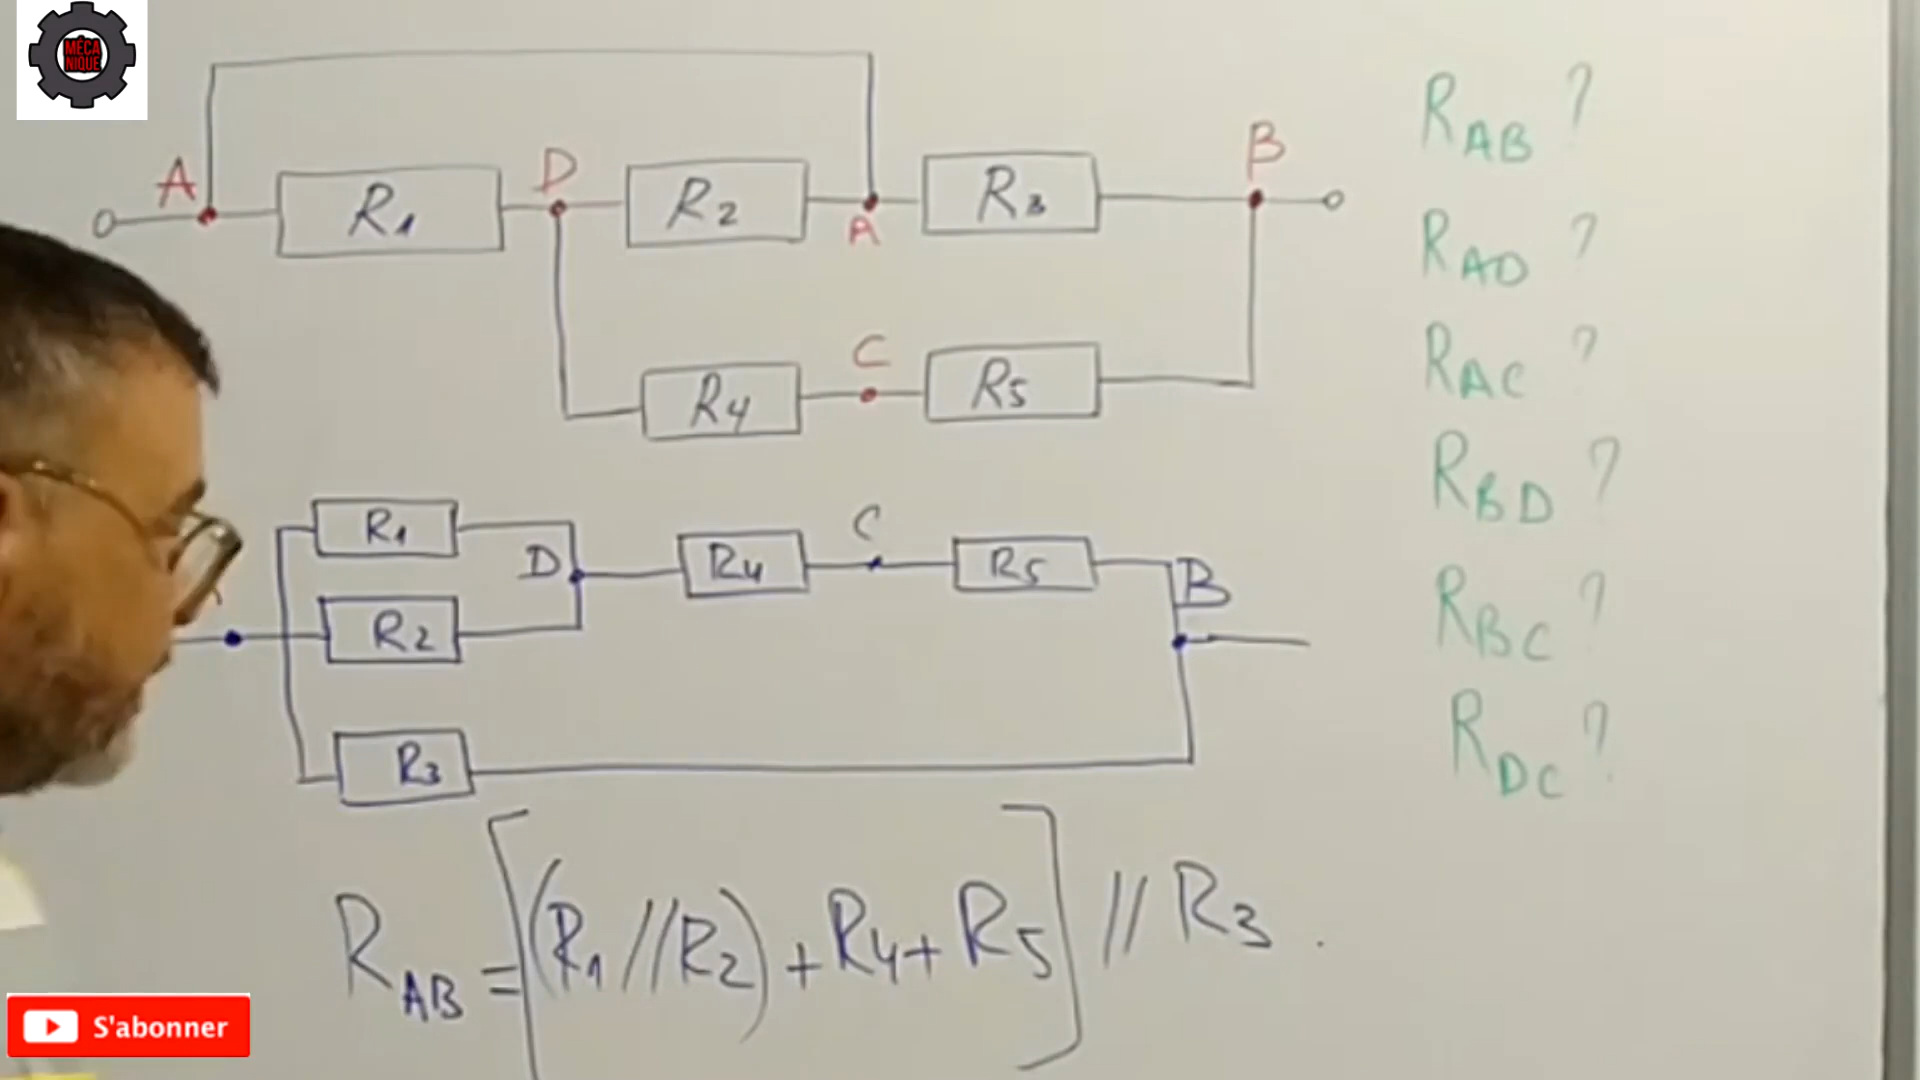 MÉCA
NIQUE
A R1 D R2 A R3 B
R4 C R5
R1 D R4 C R5 B
R2
R3
RAB = [(R1 // R2) + R4 + R5] // R3 .
RAB ?
RAD ?
RAC ?
RBD ?
RBC ?
RDC ?
S'abonner